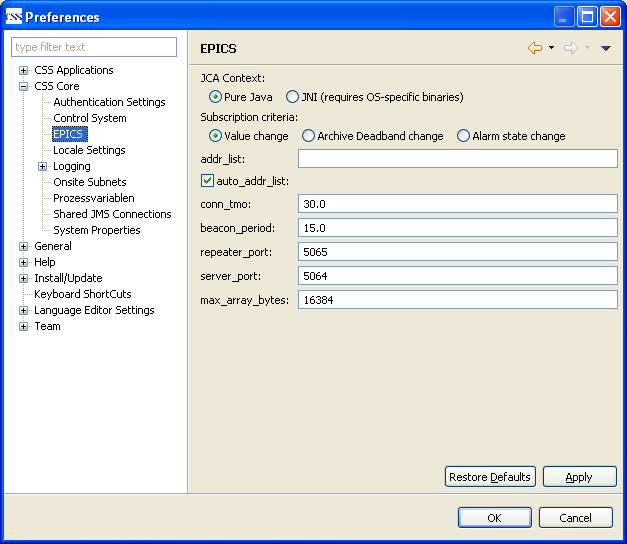 CSS Preferences
type filter text
CSS Applications
CSS Core
Authentication Settings
Control System
EPICS
Locale Settings
Logging
Onsite Subnets
Prozessvariablen
Shared JMS Connections
System Properties
General
Help
Install/Update
Keyboard ShortCuts
Language Editor Settings
Team
EPICS
JCA Context:
Pure Java JNI (requires OS-specific binaries)
Subscription criteria:
Value change Archive Deadband change Alarm state change
addr_list:
auto_addr_list:
conn_tmo: 30.0
beacon_period: 15.0
repeater_port: 5065
server_port: 5064
max_array_bytes: 16384
Restore Defaults Apply
OK Cancel